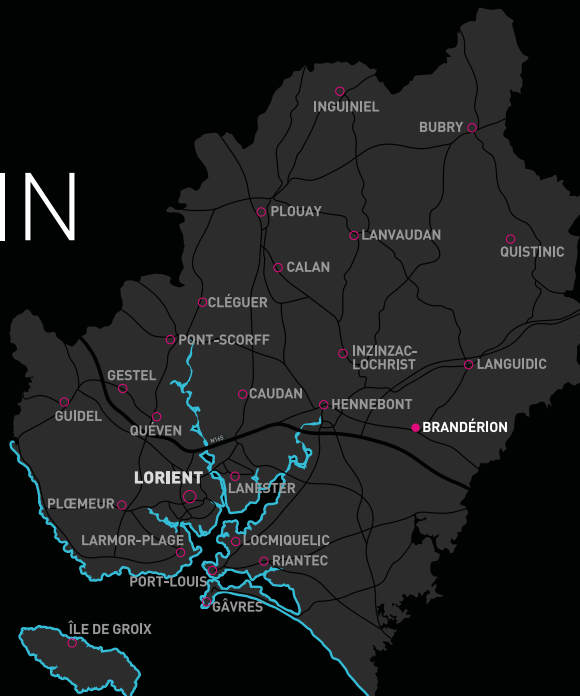 INGUINIEL
BUBRY
IN
PLOUAY
LANVAUDAN
QUISTINIC
CALAN
CLÉGUER
PONT-SCORFF
INZINZAC-
LOCHRIST
LANGUIDIC
GESTEL
CAUDAN
HENNEBONT
GUIDEL
QUÉVEN
BRANDÉRION
N165
LORIENT
LANESTER
PLŒMEUR
LARMOR-PLAGE
LOCMIQUELIC
RIANTEC
PORT-LOUIS
GÂVRES
ÎLE DE GROIX